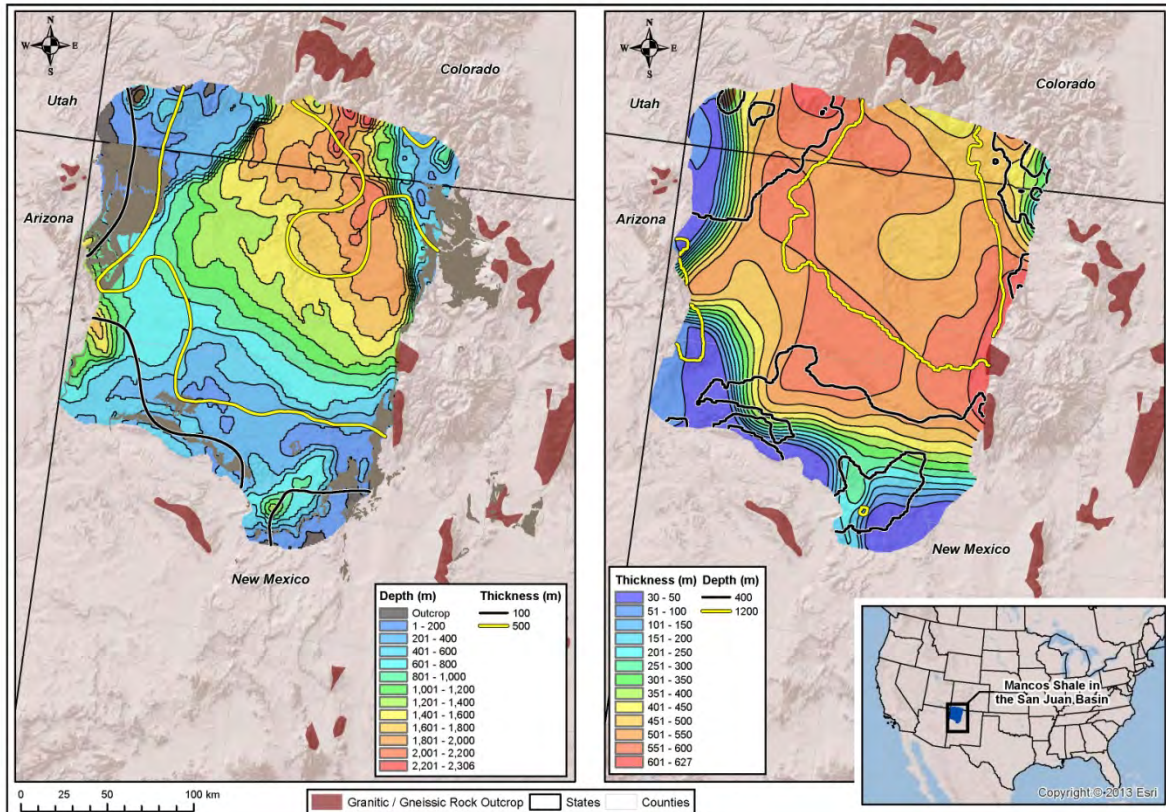 N
W E
S
Colorado
Utah
Arizona
New Mexico
Depth (m)
Outcrop
1 - 200
201 - 400
401 - 600
601 - 800
801 - 1,000
1,001 - 1,200
1,201 - 1,400
1,401 - 1,600
1,601 - 1,800
1,801 - 2,000
2,001 - 2,200
2,201 - 2,306
Thickness (m)
100
500
N
W E
S
Colorado
Utah
Arizona
New Mexico
Thickness (m)
30 - 50
51 - 100
101 - 150
151 - 200
201 - 250
251 - 300
301 - 350
351 - 400
401 - 450
451 - 500
501 - 550
551 - 600
601 - 627
Depth (m)
400
1200
Mancos Shale in
the San Juan Basin
Copyright © 2013 Esri
0 25 50 100 km
Granitic / Gneissic Rock Outcrop States Counties